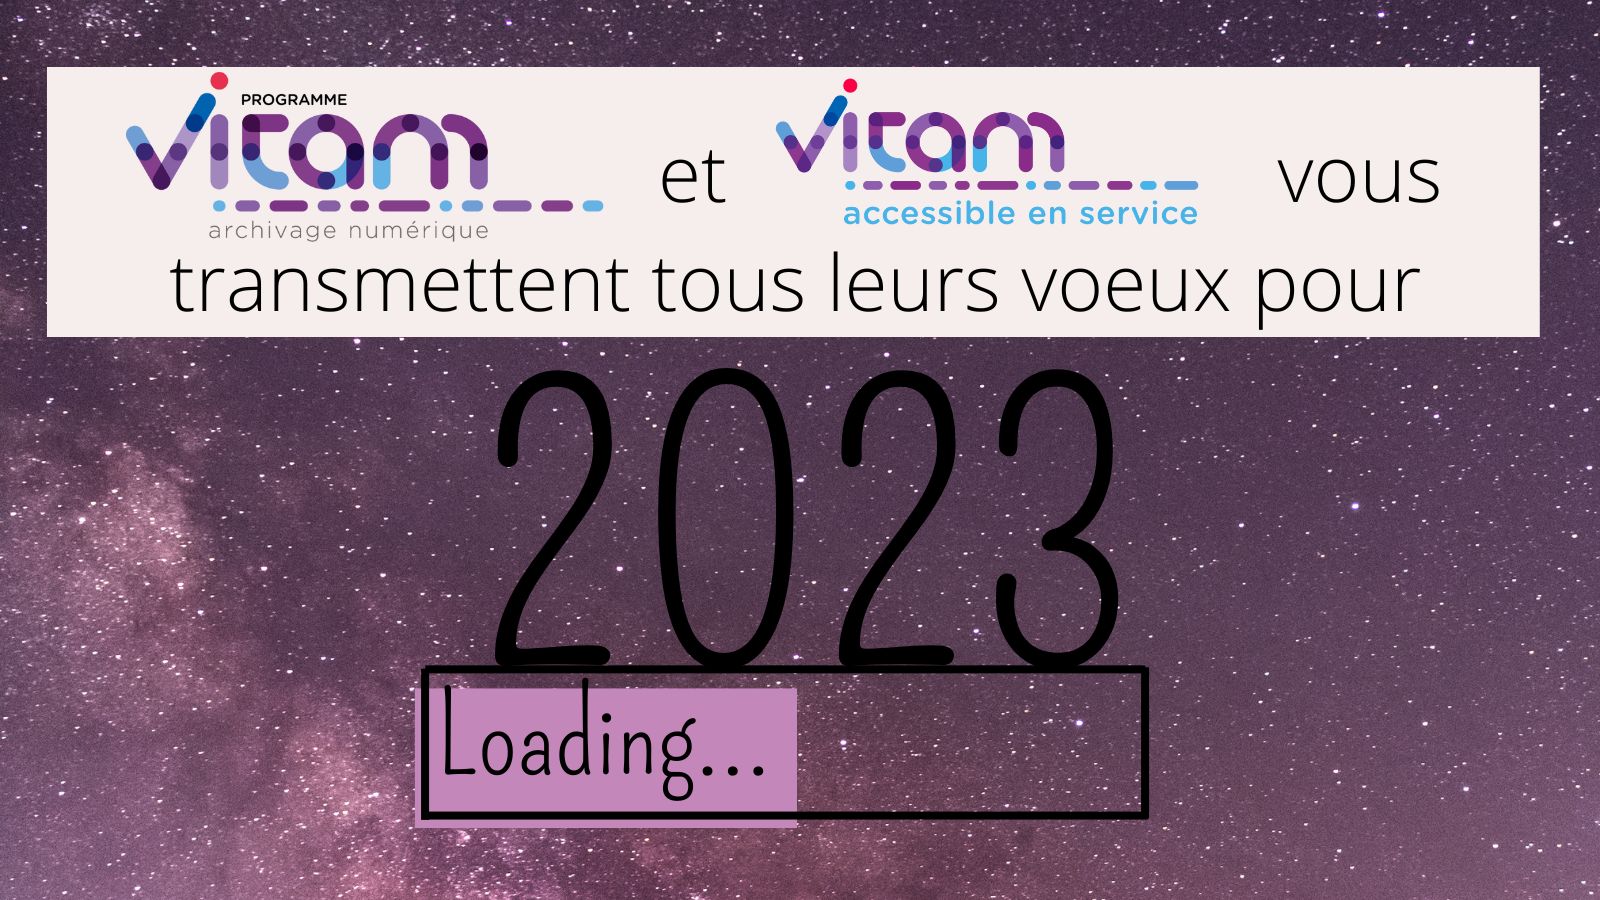 PROGRAMME
vitam et vitam vous
archivage numérique
accessible en service
transmettent tous leurs voeux pour
2023
Loading...